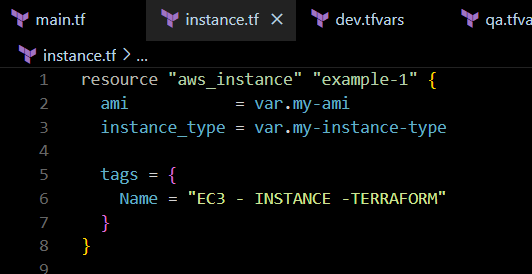 main.tf instance.tf × dev.tfvars qa.tfvar
instance.tf > ...
1 resource "aws_instance" "example-1" {
2 ami = var.my-ami
3 instance_type = var.my-instance-type
4
5 tags = {
6 Name = "EC3 - INSTANCE -TERRAFORM"
7 }
8 }
9